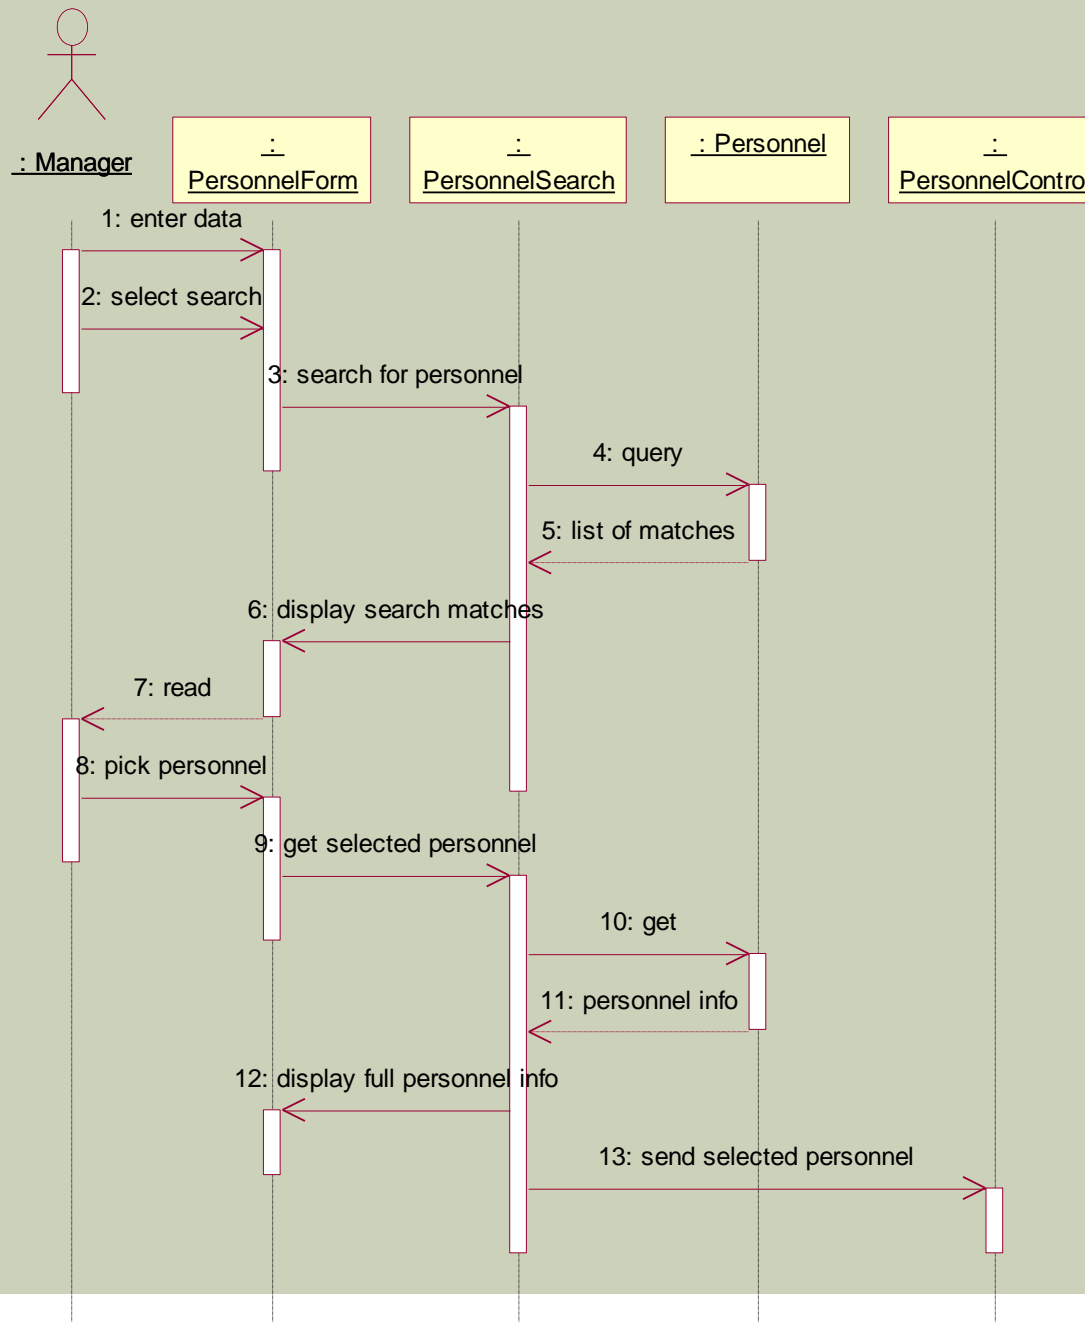 : Manager
:
PersonnelForm
:
PersonnelSearch
: Personnel
:
PersonnelContro
1: enter data
2: select search
3: search for personnel
4: query
5: list of matches
6: display search matches
7: read
8: pick personnel
9: get selected personnel
10: get
11: personnel info
12: display full personnel info
13: send selected personnel